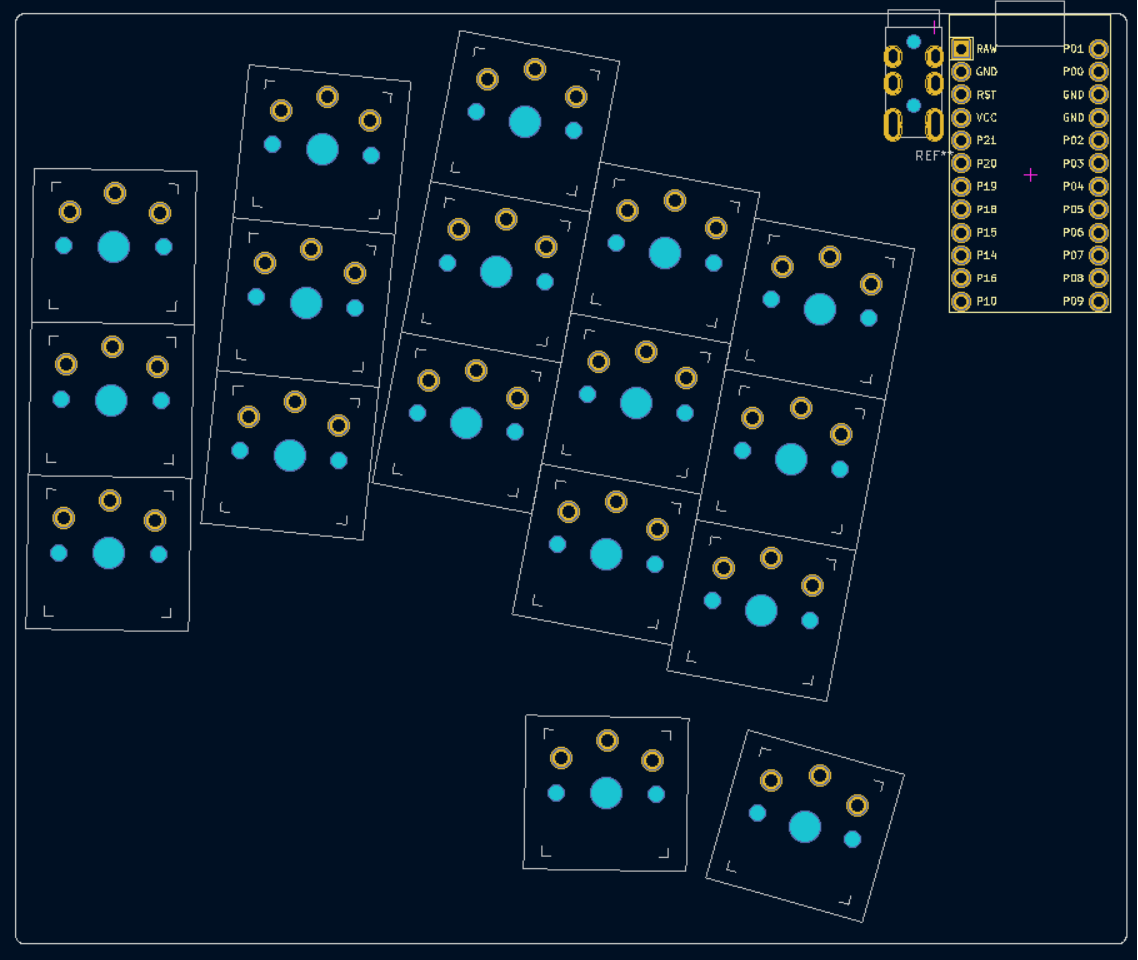 RAW P01
GND P00
RST GND
VCC GND
P21 P02
P20 P03
P19 P04
P18 P05
P15 P06
P14 P07
P16 P08
P10 P09
REF**